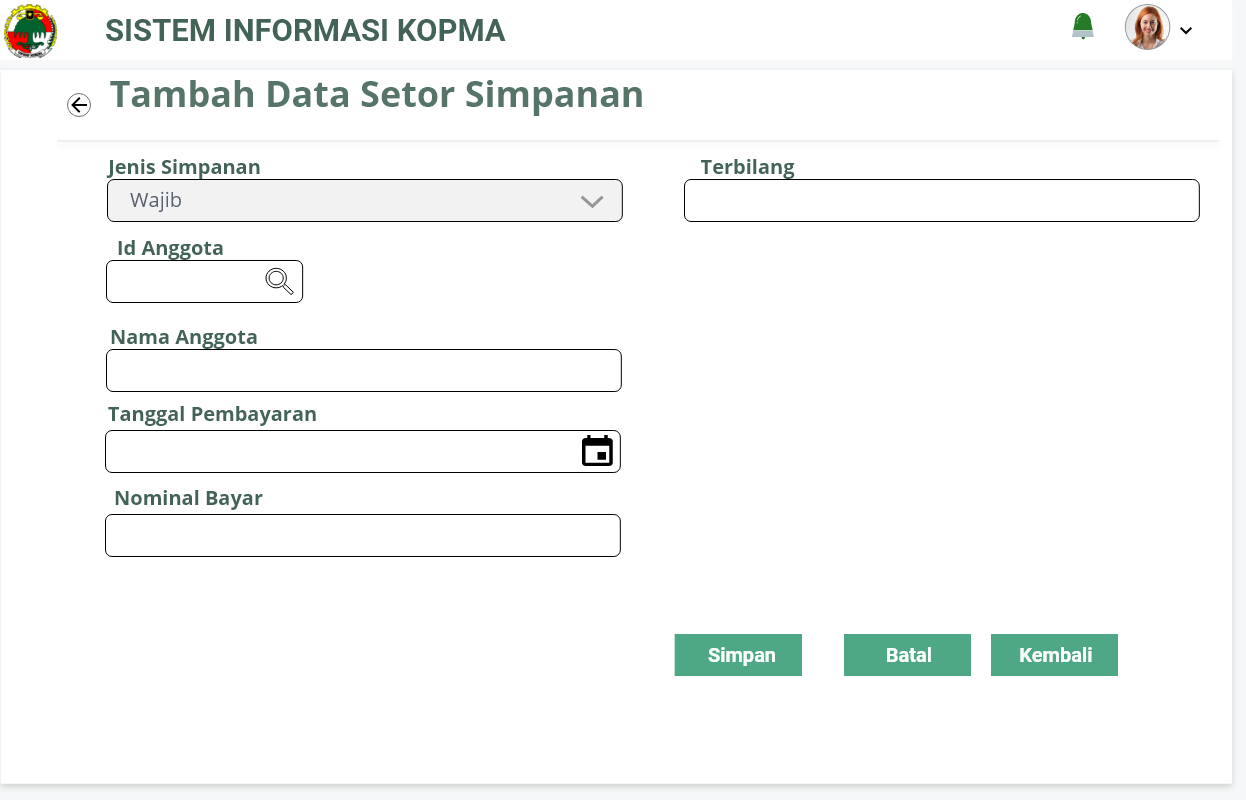 SISTEM INFORMASI KOPMA
Tambah Data Setor Simpanan
Jenis Simpanan
Wajib
Terbilang
Id Anggota
Nama Anggota
Tanggal Pembayaran
Nominal Bayar
Simpan
Batal
Kembali